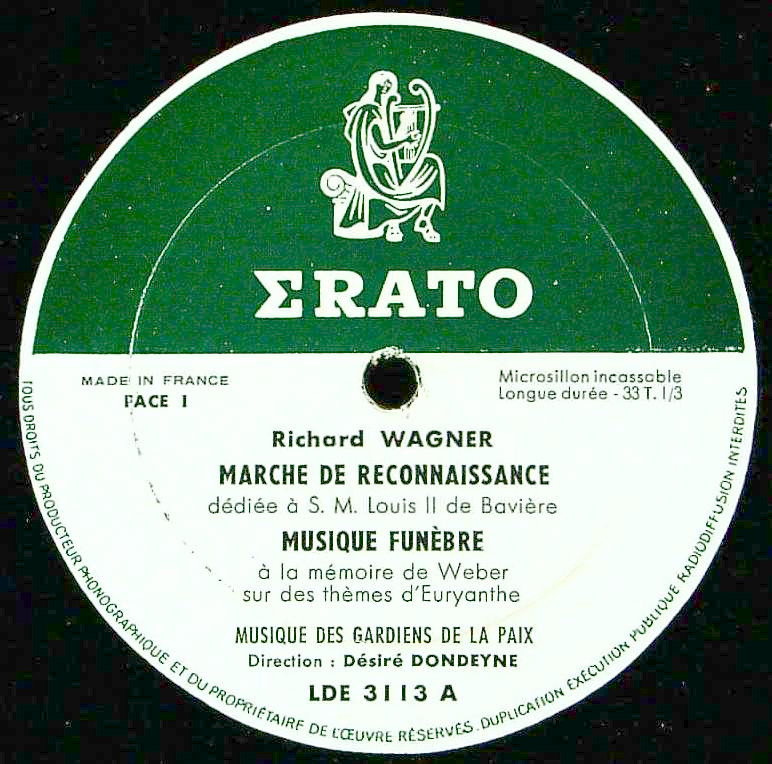 ΣRATO
MADE IN FRANCE
FACE 1
Microsillon incassable
Longue durée - 33 T. 1/3
Richard WAGNER
MARCHE DE RECONNAISSANCE
dédiée à S. M. Louis II de Bavière
MUSIQUE FUNÈBRE
à la mémoire de Weber
sur des thèmes d'Euryanthe
MUSIQUE DES GARDIENS DE LA PAIX
Direction : Désiré DONDEYNE
LDE 3113 A
TOUS DROITS DU PRODUCTEUR PHONOGRAPHIQUE ET DU PROPRIÉTAIRE DE L'ŒUVRE RÉSERVÉS. DUPLICATION EXÉCUTION PUBLIQUE RADIODIFFUSION INTERDITES